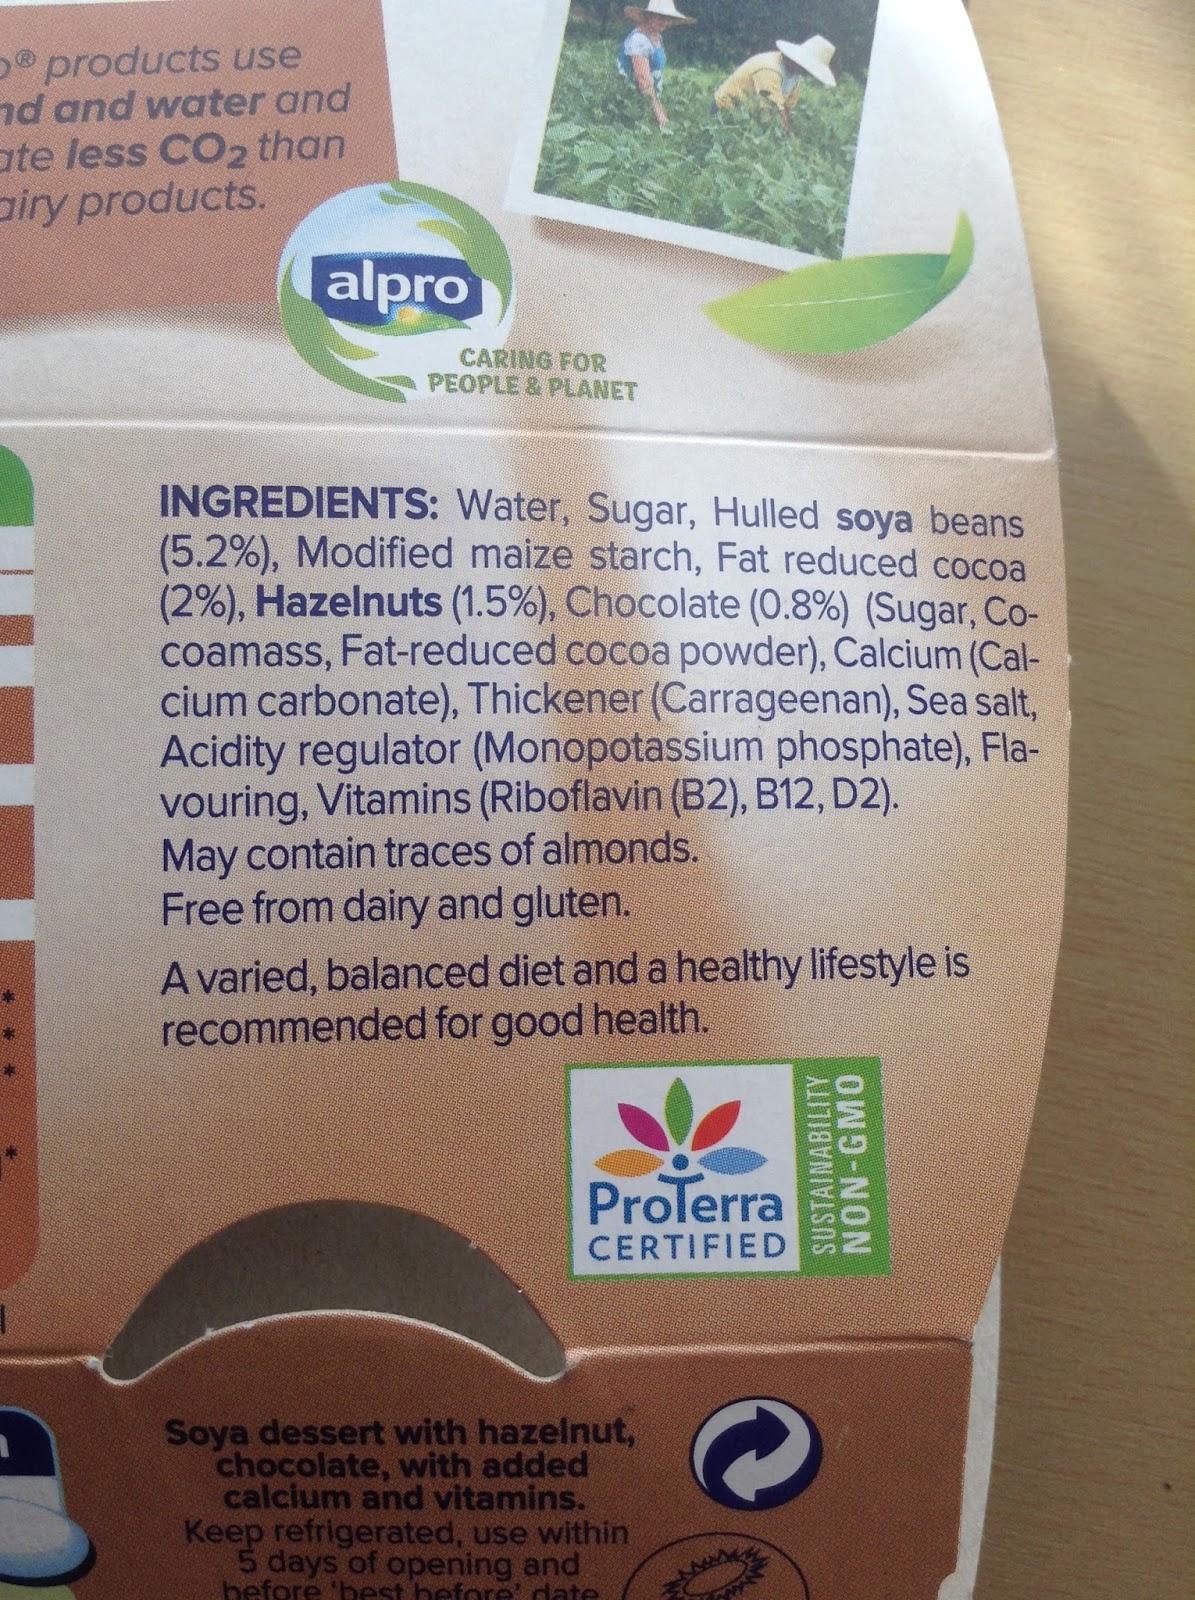 ® products use
and water and
less CO2 than
products.
alpro
CARING FOR
PEOPLE & PLANET
INGREDIENTS: Water, Sugar, Hulled soya beans
(5.2%), Modified maize starch, Fat reduced cocoa
(2%), Hazelnuts (1.5%), Chocolate (0.8%) (Sugar, Co-
coamass, Fat-reduced cocoa powder), Calcium (Cal-
cium carbonate), Thickener (Carrageenan), Sea salt,
Acidity regulator (Monopotassium phosphate), Fla-
vouring, Vitamins (Riboflavin (B2), B12, D2).
May contain traces of almonds.
Free from dairy and gluten.
A varied, balanced diet and a healthy lifestyle is
recommended for good health.
ProTerra
CERTIFIED
SUSTAINABILITY
NON-GMO
Soya dessert with hazelnut,
chocolate, with added
calcium and vitamins.
Keep refrigerated, use within
5 days of opening and
before 'best before' date